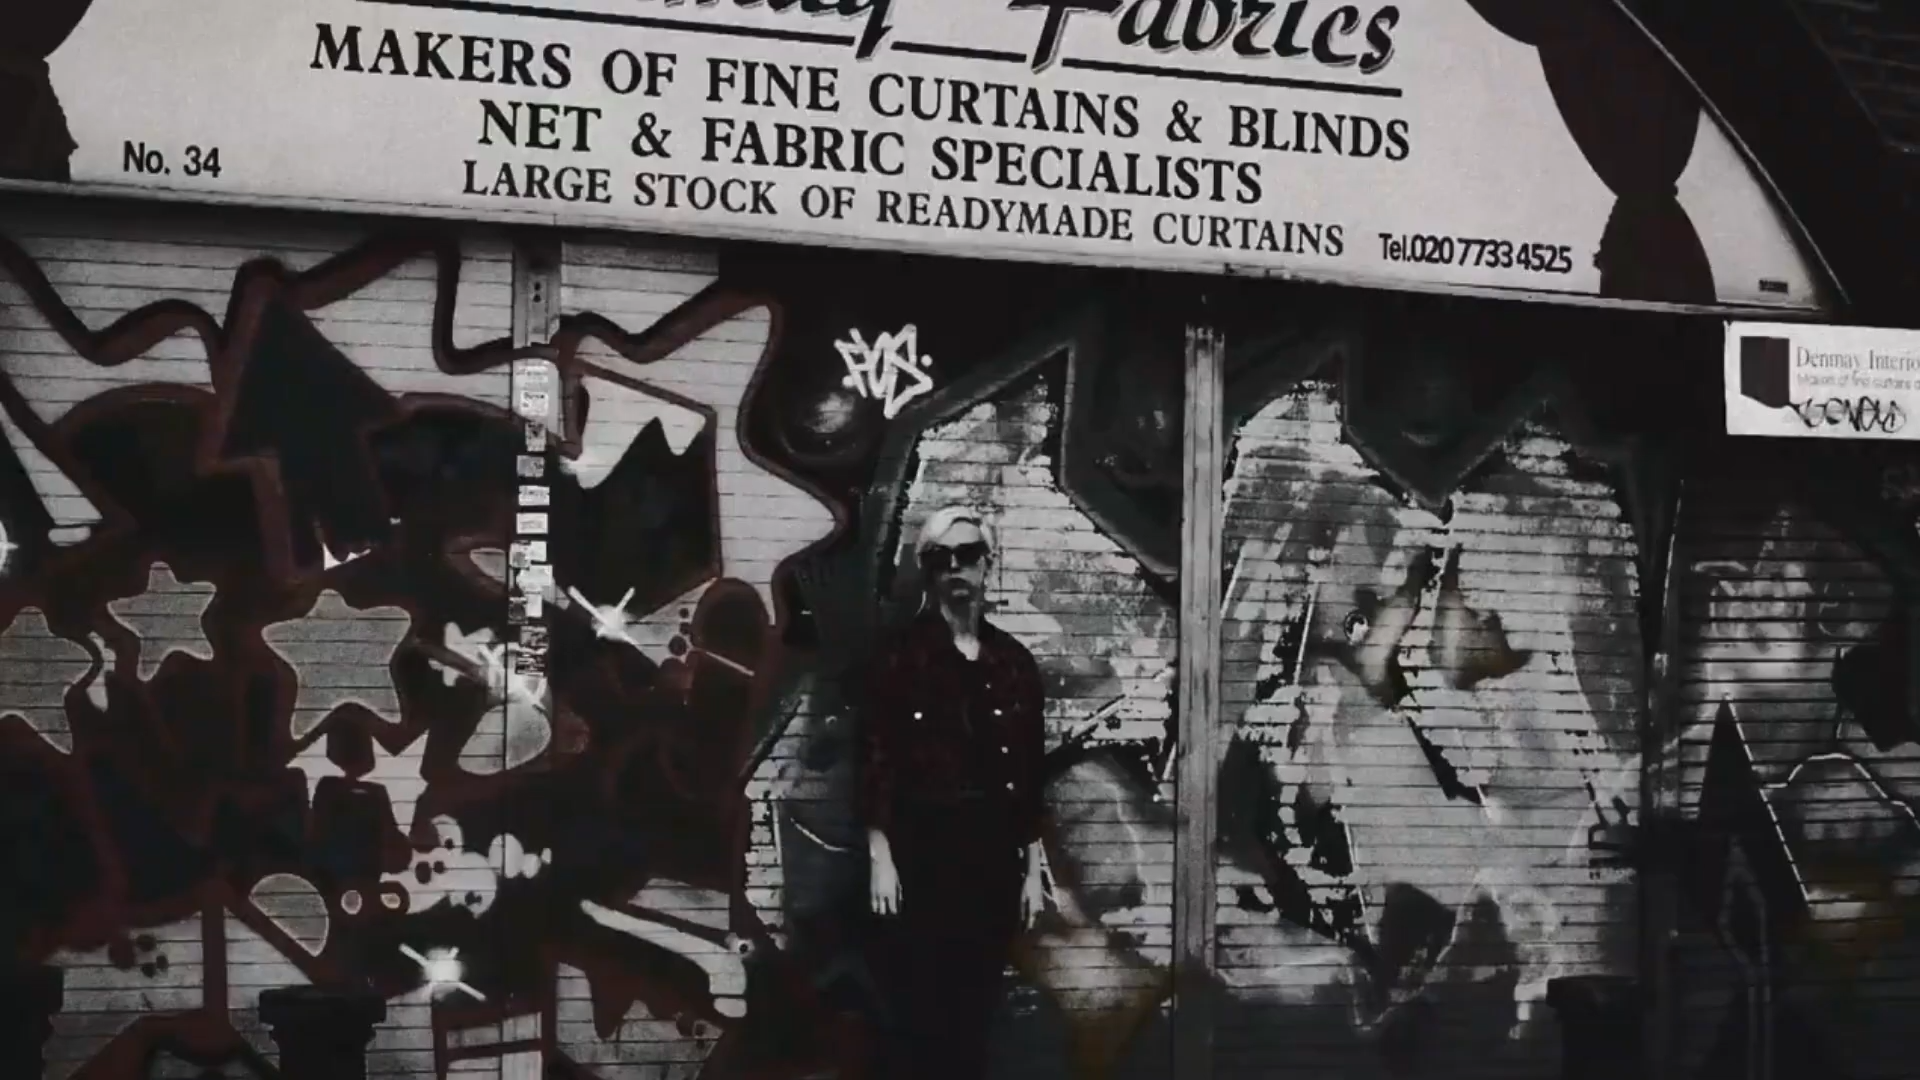 Fabrics
MAKERS OF FINE CURTAINS & BLINDS
NET & FABRIC SPECIALISTS
LARGE STOCK OF READYMADE CURTAINS
No. 34
Tel.020 7733 4525
Denmay Interio